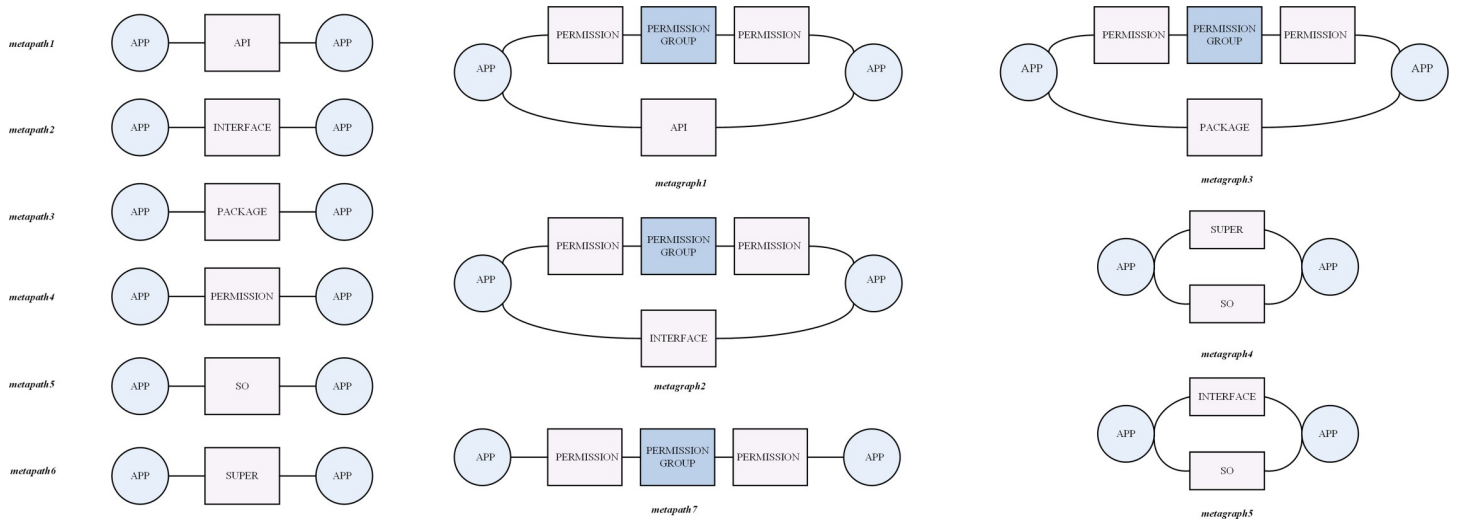 metapath1
APP
API
APP
metapath2
APP
INTERFACE
APP
metapath3
APP
PACKAGE
APP
metapath4
APP
PERMISSION
APP
metapath5
APP
SO
APP
metapath6
APP
SUPER
APP
PERMISSION
PERMISSION
GROUP
PERMISSION
APP
APP
API
metagraph1
PERMISSION
PERMISSION
GROUP
PERMISSION
APP
APP
INTERFACE
metagraph2
APP
PERMISSION
PERMISSION
GROUP
PERMISSION
APP
metapath7
PERMISSION
PERMISSION
GROUP
PERMISSION
APP
APP
PACKAGE
metagraph3
SUPER
APP
APP
SO
metagraph4
INTERFACE
APP
APP
SO
metagraph5